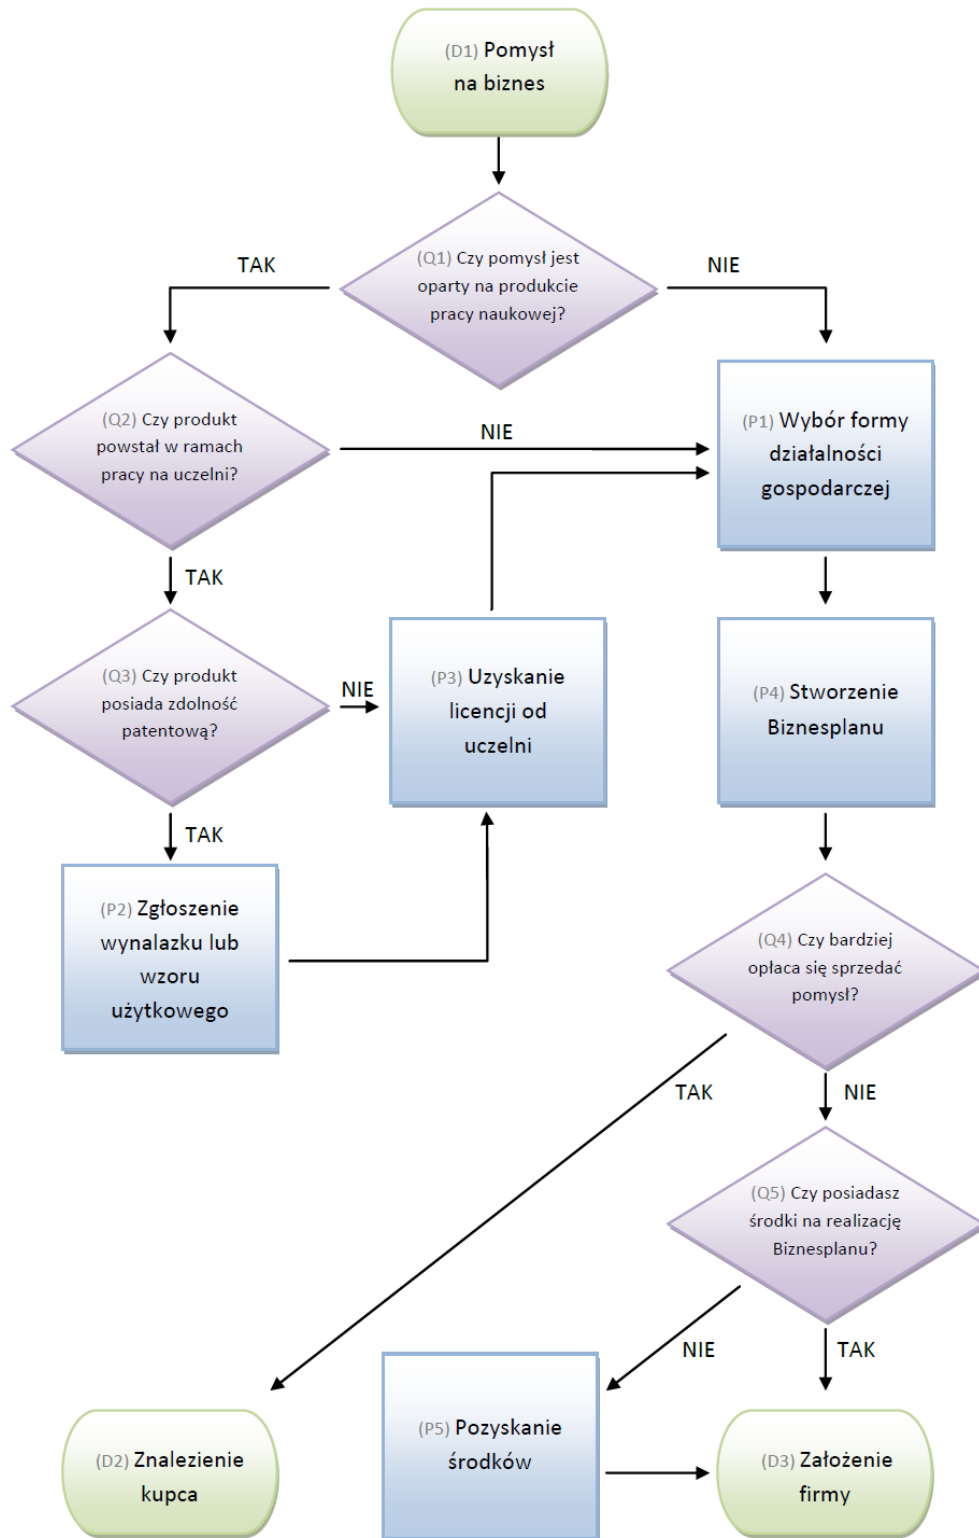 (D1) Pomysł
na biznes
TAK
(Q1) Czy pomysł jest
oparty na produkcie
pracy naukowej?
NIE
(Q2) Czy produkt
powstał w ramach
pracy na uczelni?
NIE
(P1) Wybór formy
działalności
gospodarczej
TAK
(Q3) Czy produkt
posiada zdolność
patentową?
NIE
(P3) Uzyskanie
licencji od
uczelni
(P4) Stworzenie
Biznesplanu
TAK
(P2) Zgłoszenie
wynalazku lub
wzoru
użytkowego
(Q4) Czy bardziej
opłaca się sprzedać
pomysł?
TAK
NIE
(Q5) Czy posiadasz
środki na realizację
Biznesplanu?
NIE
TAK
(D2) Znalezienie
kupca
(P5) Pozyskanie
środków
(D3) Założenie
firmy